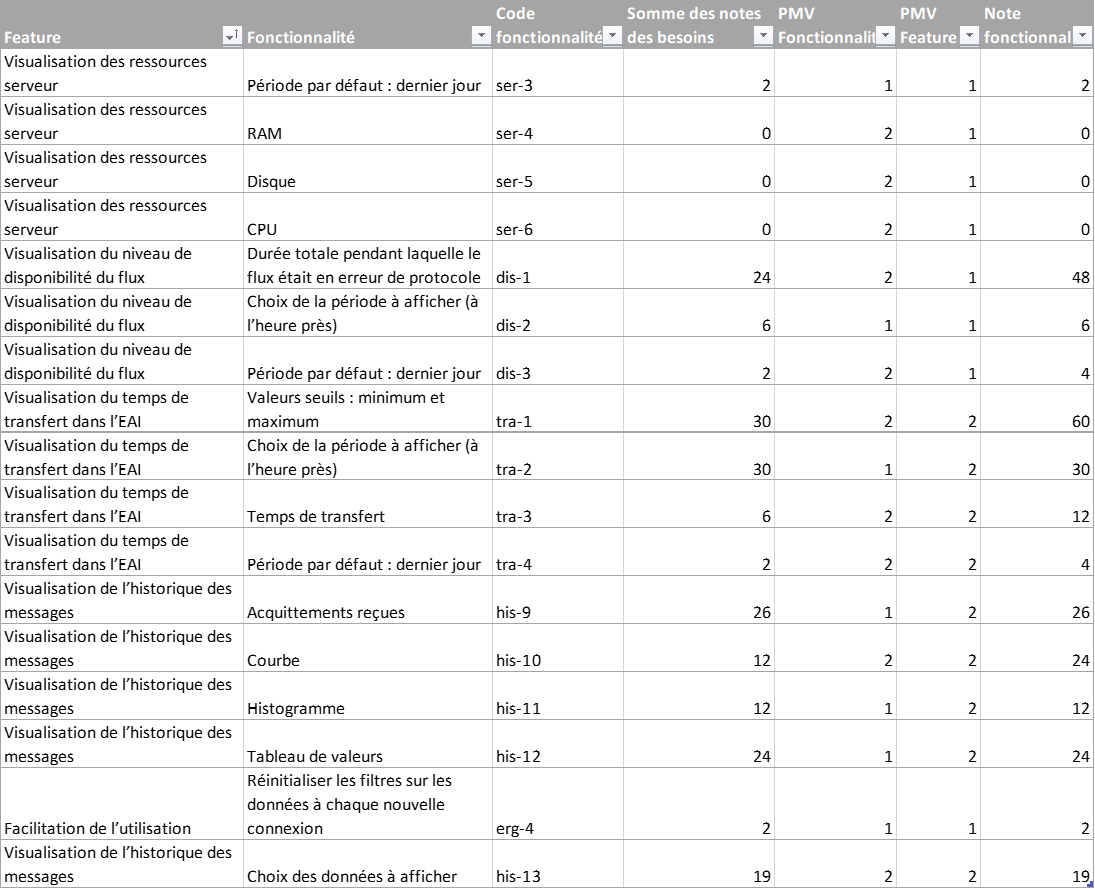 Feature Fonctionnalité Code fonctionnalité Somme des notes des besoins PMV Fonctionnalit PMV Feature Note fonctionnal
Visualisation des ressources
serveur Période par défaut : dernier jour ser-3 2 1 1 2
Visualisation des ressources
serveur RAM ser-4 0 2 1 0
Visualisation des ressources
serveur Disque ser-5 0 2 1 0
Visualisation des ressources
serveur CPU ser-6 0 2 1 0
Visualisation du niveau de Durée totale pendant laquelle le
disponibilité du flux flux était en erreur de protocole dis-1 24 2 1 48
Visualisation du niveau de Choix de la période à afficher (à
disponibilité du flux l’heure près) dis-2 6 1 1 6
Visualisation du niveau de
disponibilité du flux Période par défaut : dernier jour dis-3 2 2 1 4
Visualisation du temps de Valeurs seuils : minimum et
transfert dans l’EAI maximum tra-1 30 2 2 60
Visualisation du temps de Choix de la période à afficher (à
transfert dans l’EAI l’heure près) tra-2 30 1 2 30
Visualisation du temps de
transfert dans l’EAI Temps de transfert tra-3 6 2 2 12
Visualisation du temps de
transfert dans l’EAI Période par défaut : dernier jour tra-4 2 2 2 4
Visualisation de l’historique des
messages Acquittements reçues his-9 26 1 2 26
Visualisation de l’historique des
messages Courbe his-10 12 2 2 24
Visualisation de l’historique des
messages Histogramme his-11 12 1 2 12
Visualisation de l’historique des
messages Tableau de valeurs his-12 24 1 2 24
Réinitialiser les filtres sur les
données à chaque nouvelle
Facilitation de l’utilisation connexion erg-4 2 1 1 2
Visualisation de l’historique des
messages Choix des données à afficher his-13 19 2 2 19